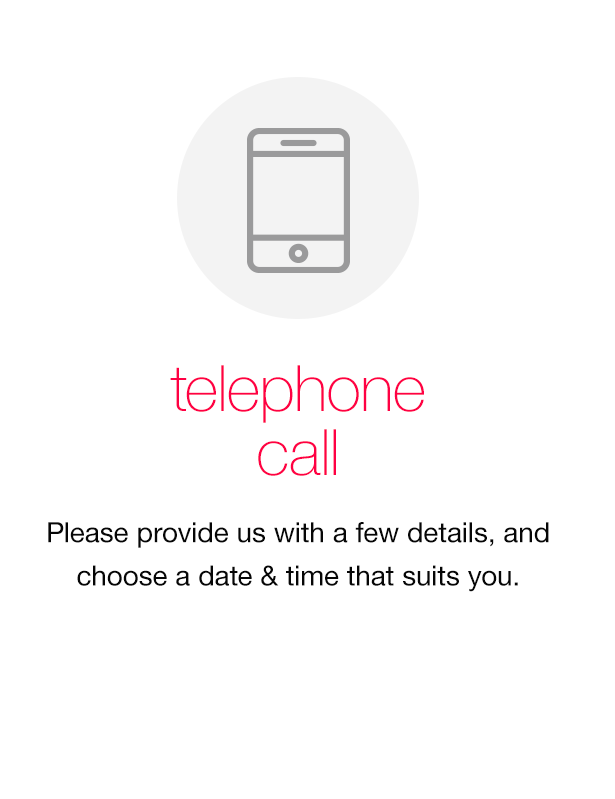 telephone
call
Please provide us with a few details, and
choose a date & time that suits you.